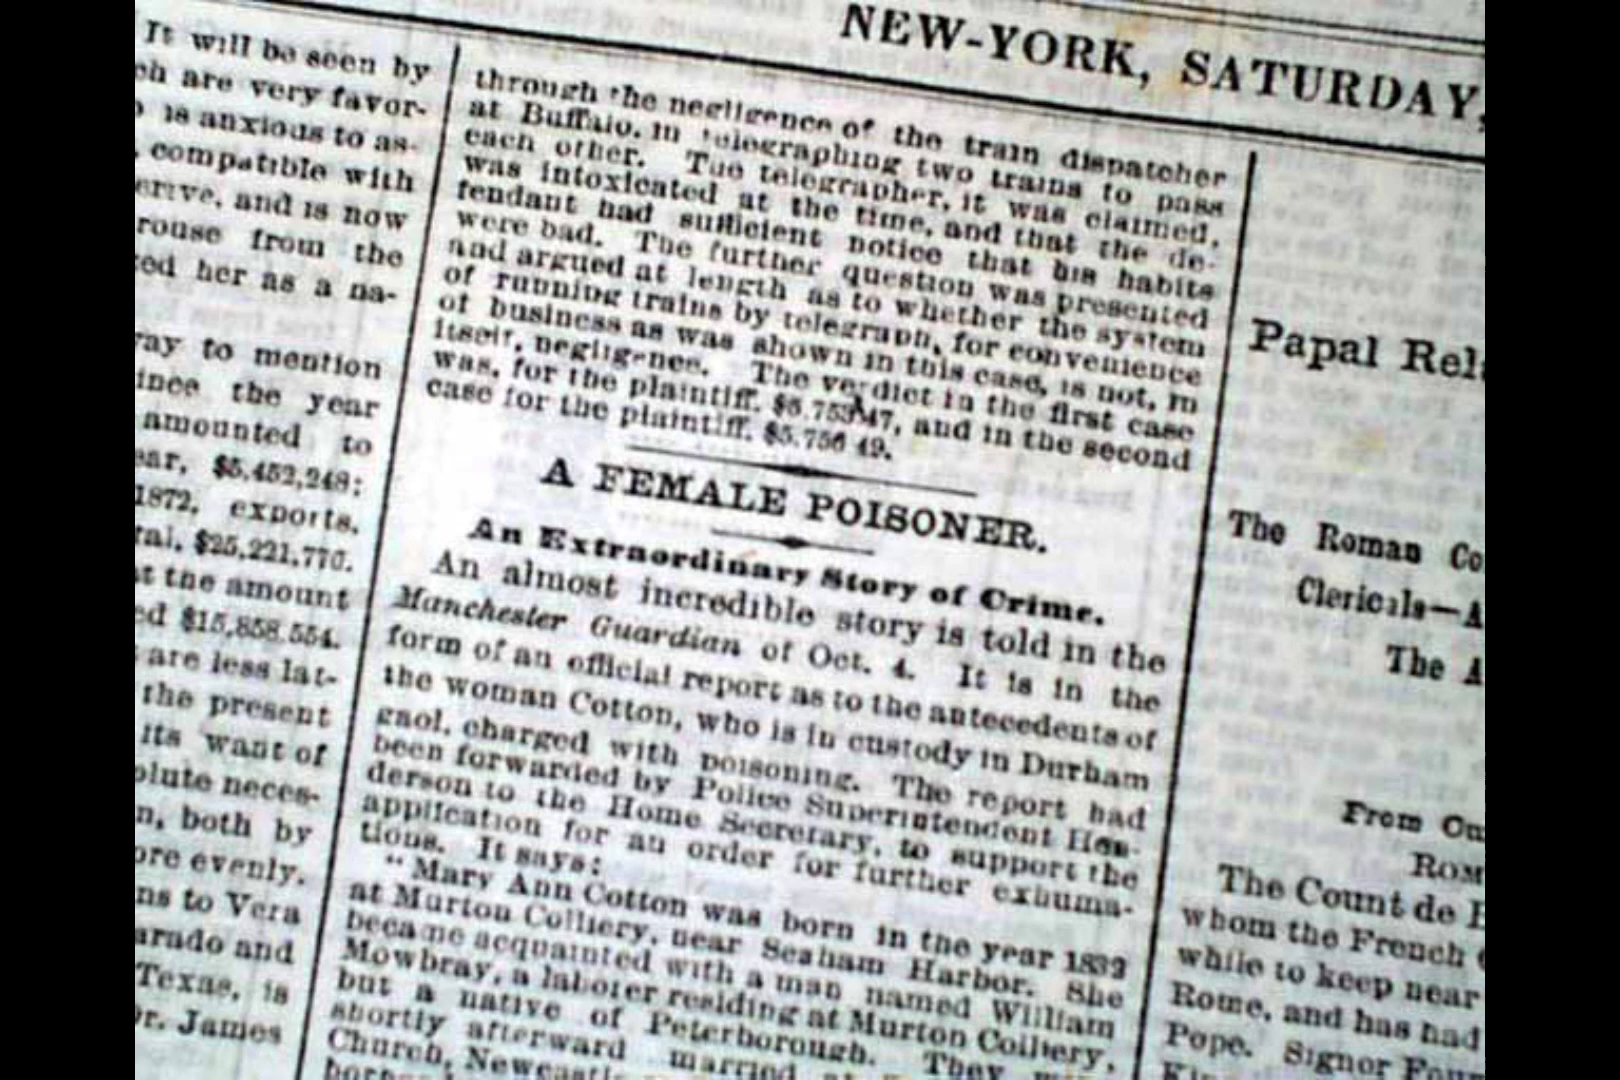 NEW-YORK, SATURDAY,
It will be seen by
ch are very favor-
is anxious to as-
compatible with
erve, and is now
rouse from the
ed her as a na-
ay to mention
ince the year
amounted to
ear, $5,452,248;
1872, exports,
tal, $25,221,770.
at the amount
ed $15,858,554.
are less lat-
the present
its want of
olute neces-
n, both by
ore evenly.
ns to Vera
arado and
Texas, is
Dr. James
through the negligence of the train dispatcher
at Buffalo, in telegraphing two trains to pass
each other. The telegrapher, it was claimed,
was intoxicated at the time, and that the de-
fendant had sufficient notice that his habits
were bad. The further question was presented
and argued at length as to whether the system
of running trains by telegraph, for convenience
of business as was shown in this case, is not, in
itself, negligence. The verdict in the first case
was, for the plaintiff, $5,753 47, and in the second
case for the plaintiff, $5,756 49.
A FEMALE POISONER.
An Extraordinary Story of Crime.
An almost incredible story is told in the
Manchester Guardian of Oct. 4. It is in the
form of an official report as to the antecedents of
the woman Cotton, who is in custody in Durham
gaol, charged with poisoning. The report had
been forwarded by Police Superintendent Hen-
derson to the Home Secretary, to support the
application for an order for further exhuma-
tions. It says:
"Mary Ann Cotton was born in the year 1832
at Murton Colliery, near Seaham Harbor. She
became acquainted with a man named William
Mowbray, a laborer residing at Murton Colliery,
but a native of Peterborough. They
shortly afterward married
Church, Newcastle
Papal Rel
The Roman Co
Clericals—A
The A
From Ou
ROM
The Count de B
whom the French
while to keep near
Rome, and has had
Pope. Signor Four